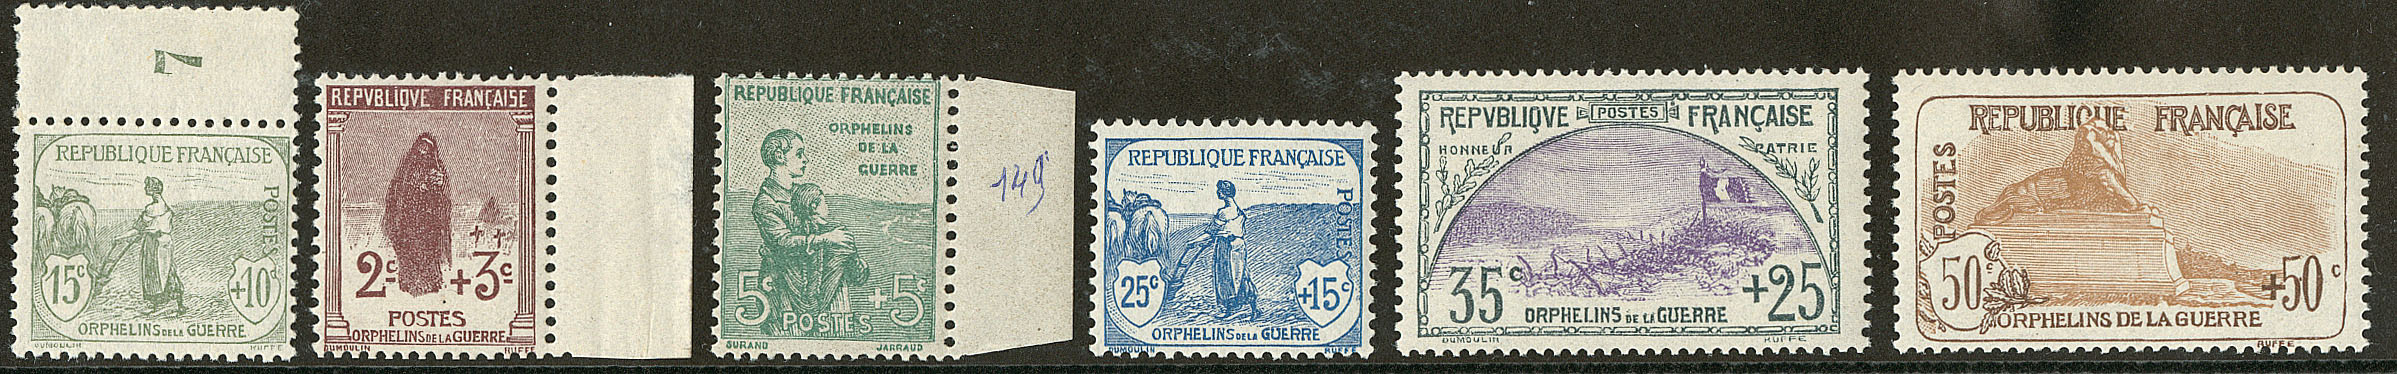 7
REPUBLIQUE FRANÇAISE
POSTES
15c +10c
ORPHELINS DE LA GUERRE
DUMOULIN RUFFE
REPVBLIQVE FRANÇAISE
2c +3c
POSTES
ORPHELINS DE LA GUERRE
DUMOULIN RUFFE
REPUBLIQUE FRANÇAISE
ORPHELINS
DE LA
GUERRE
5c +5c
POSTES
SURAND JARRAUD
149
REPUBLIQUE FRANÇAISE
POSTES
25c +15c
ORPHELINS DE LA GUERRE
DUMOULIN RUFFE
REPVBLIQVE POSTES FRANÇAISE
HONNEUR PATRIE
35c +25
ORPHELINS DE LA GUERRE
DUMOULIN RUFFE
REPUBLIQUE FRANÇAISE
POSTES
50c +50c
ORPHELINS DE LA GUERRE
RUFFE